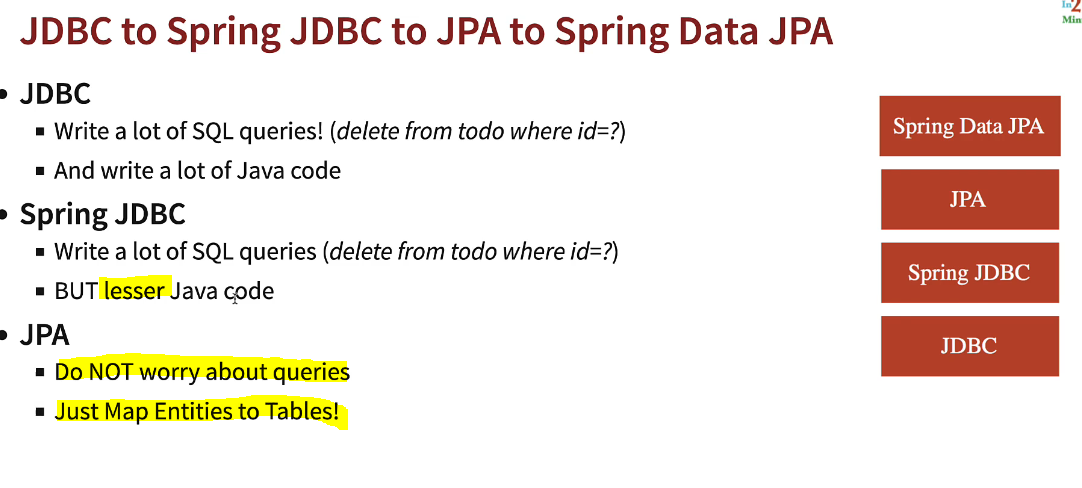 In2
Min
JDBC to Spring JDBC to JPA to Spring Data JPA
• JDBC
▪ Write a lot of SQL queries! (delete from todo where id=?)
▪ And write a lot of Java code
• Spring JDBC
▪ Write a lot of SQL queries (delete from todo where id=?)
▪ BUT lesser Java code
• JPA
▪ Do NOT worry about queries
▪ Just Map Entities to Tables!
Spring Data JPA
JPA
Spring JDBC
JDBC